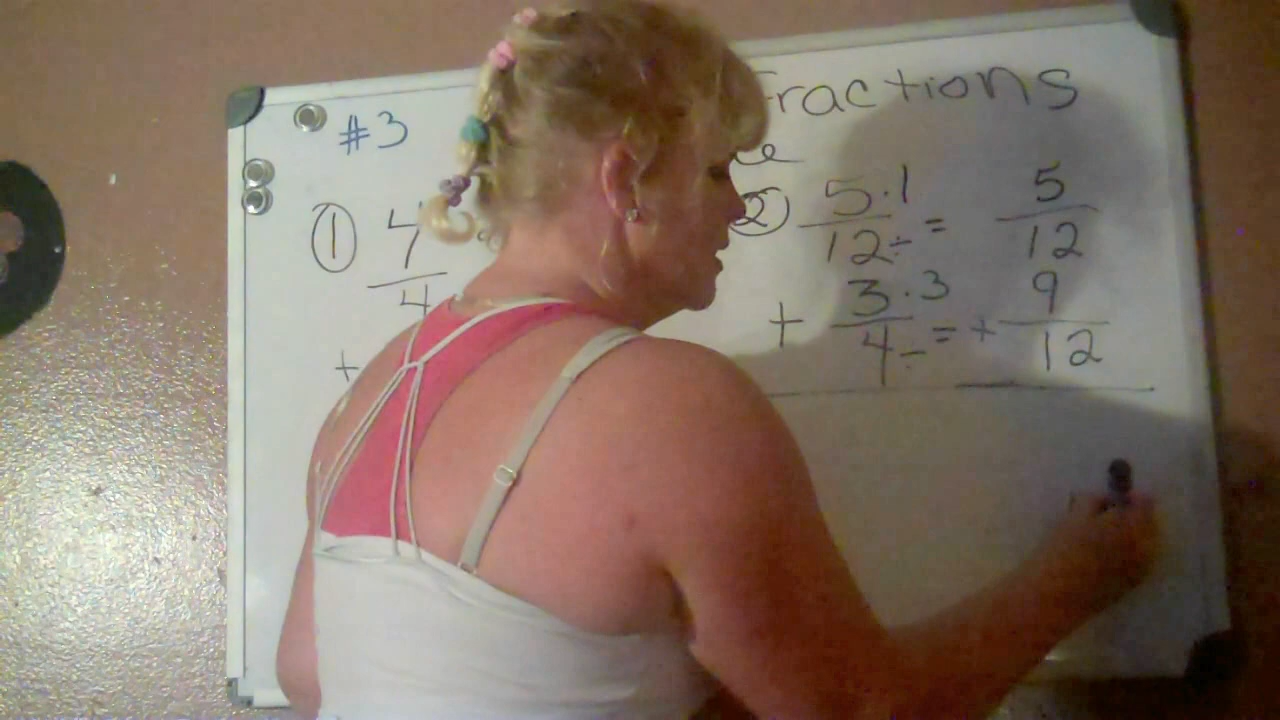 Fractions
#3
① 4
4
+
② 5·1 = 5
12÷ 12
+ 3·3 = + 9
4÷ 12